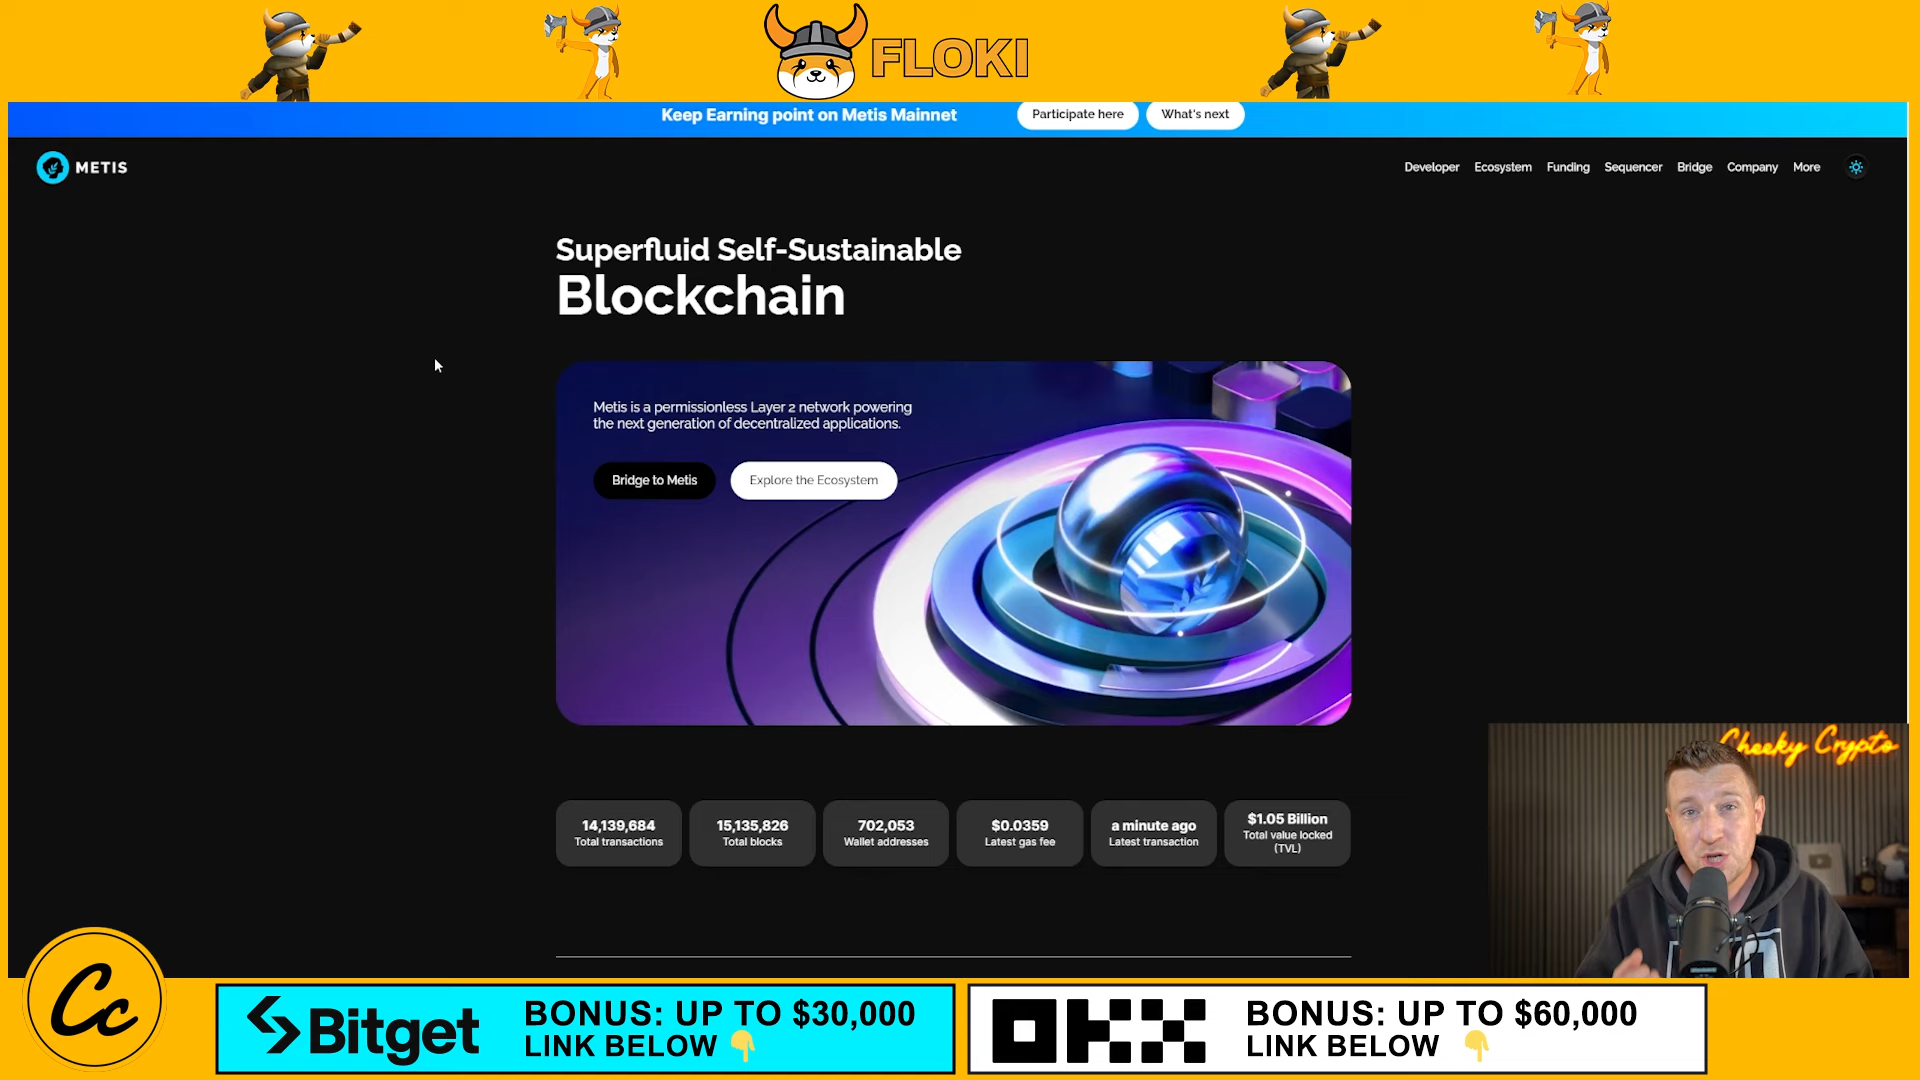 FLOKI
Keep Earning point on Metis Mainnet
Participate here
What's next
METIS
Developer
Ecosystem
Funding
Sequencer
Bridge
Company
More
Superfluid Self-Sustainable
Blockchain
Metis is a permissionless Layer 2 network powering
the next generation of decentralized applications.
Bridge to Metis
Explore the Ecosystem
14,139,684
Total transactions
15,135,826
Total blocks
702,053
Wallet addresses
$0.0359
Latest gas fee
a minute ago
Latest transaction
$1.05 Billion
Total value locked
(TVL)
Cheeky Crypto
Cc
Bitget
BONUS: UP TO $30,000
LINK BELOW
OKX
BONUS: UP TO $60,000
LINK BELOW